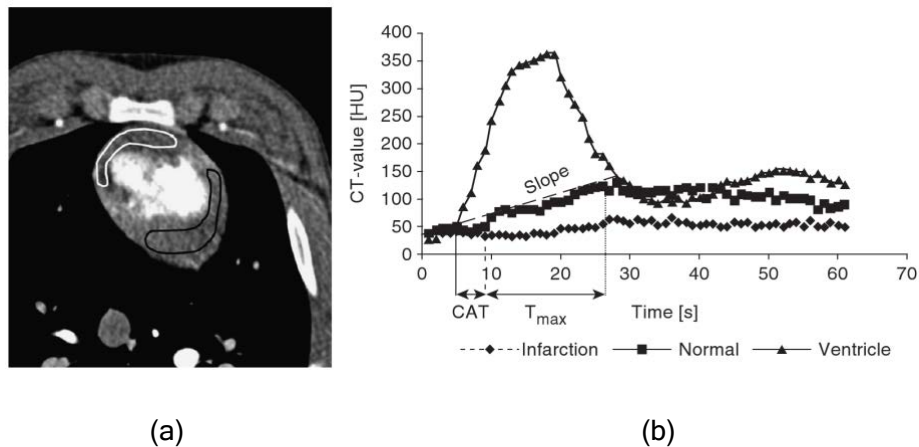 400
350
300
250
200
150
100
50
0
CT-value [HU]
Slope
0 10 20 30 40 50 60 70
CAT
Tmax
Time [s]
Infarction Normal Ventricle
(a) (b)